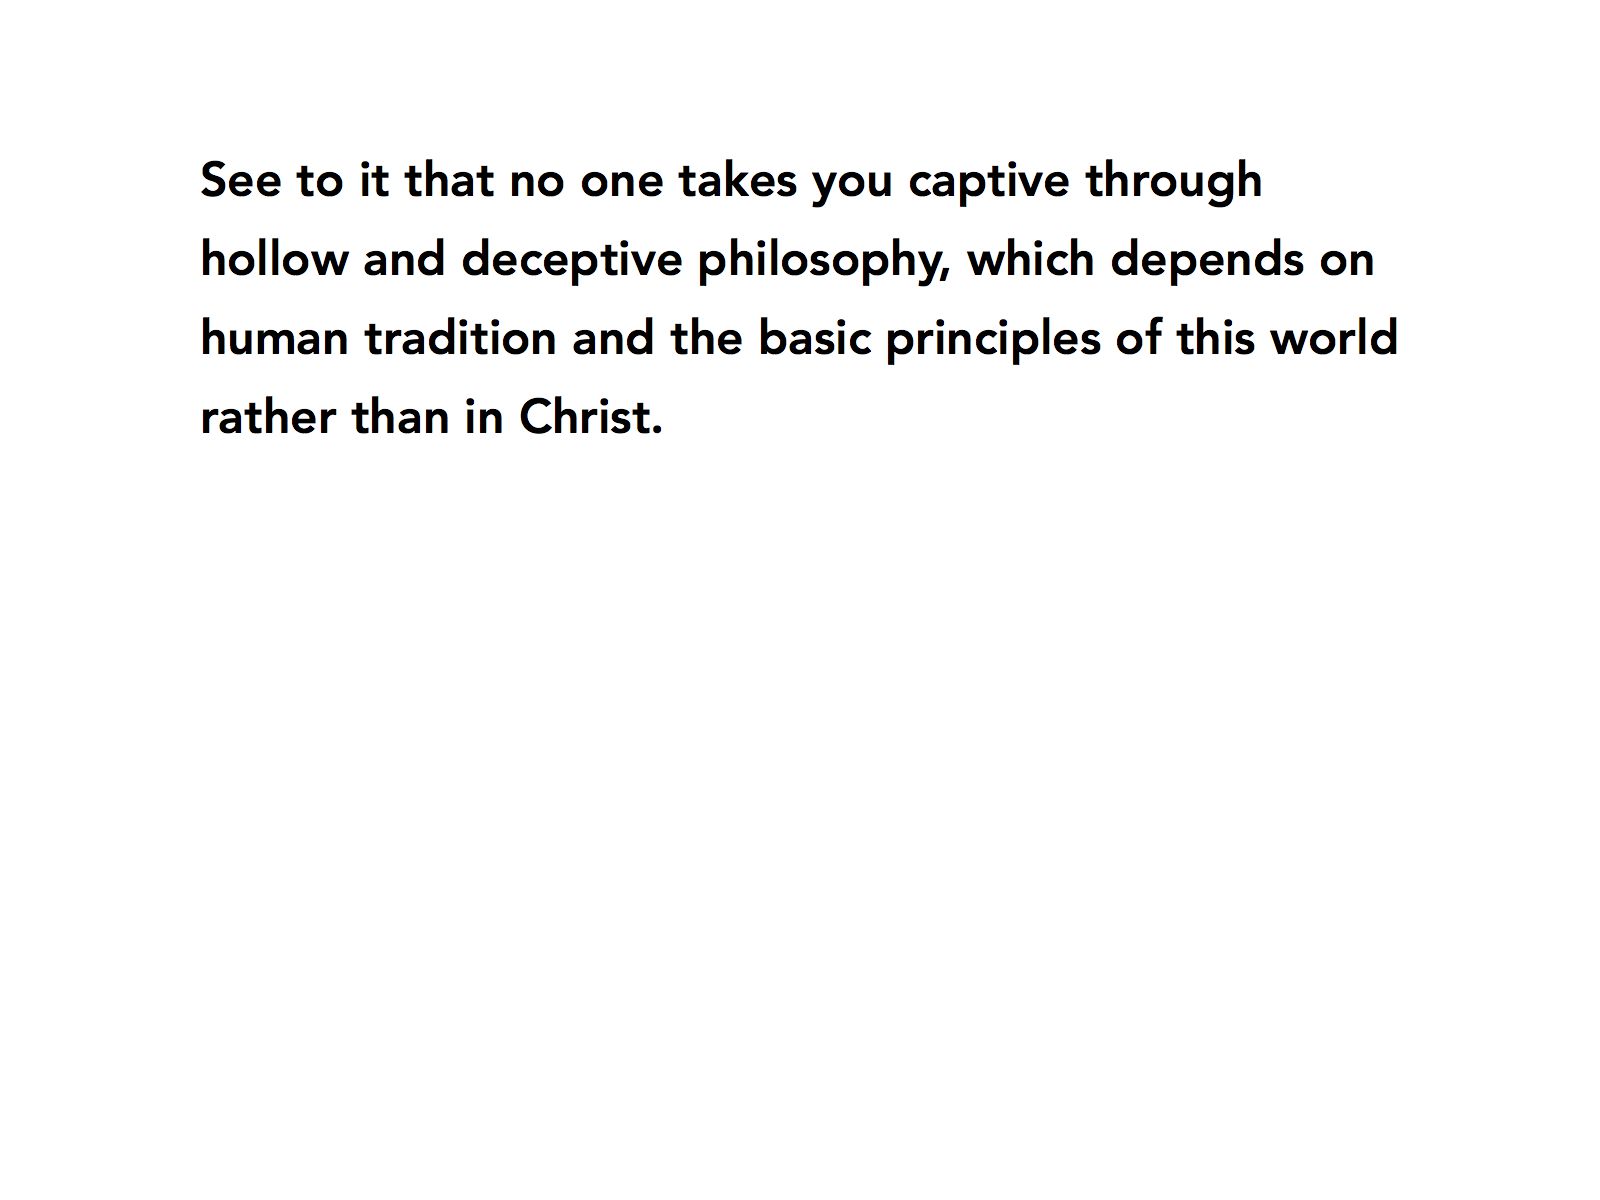 See to it that no one takes you captive through
hollow and deceptive philosophy, which depends on
human tradition and the basic principles of this world
rather than in Christ.